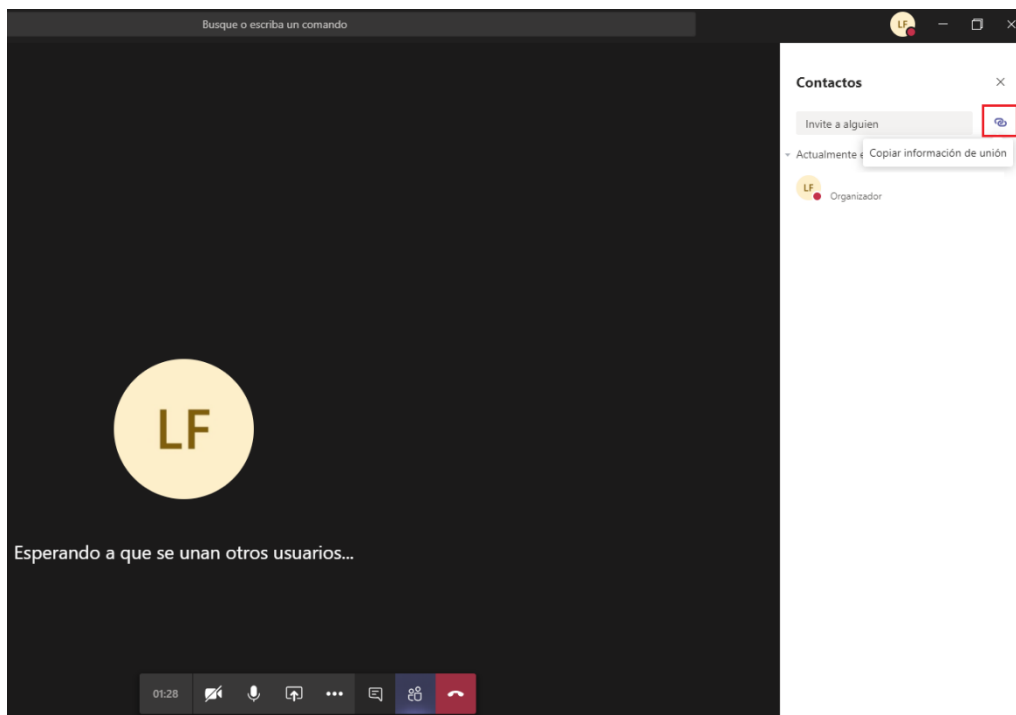 Busque o escriba un comando
LF
Contactos
Invite a alguien
Copiar información de unión
Actualmente e
LF
Organizador
LF
Esperando a que se unan otros usuarios...
01:28